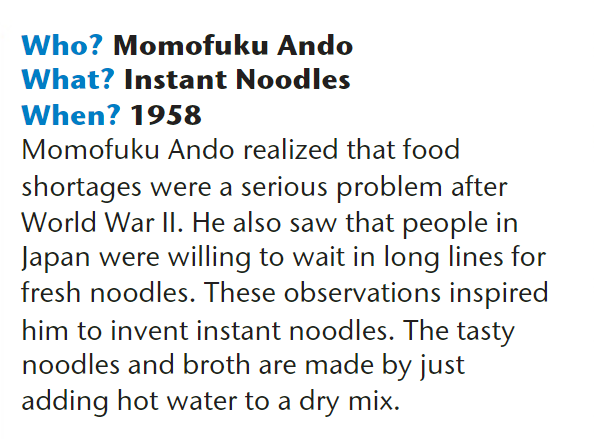 Who? Momofuku Ando
What? Instant Noodles
When? 1958
Momofuku Ando realized that food
shortages were a serious problem after
World War II. He also saw that people in
Japan were willing to wait in long lines for
fresh noodles. These observations inspired
him to invent instant noodles. The tasty
noodles and broth are made by just
adding hot water to a dry mix.